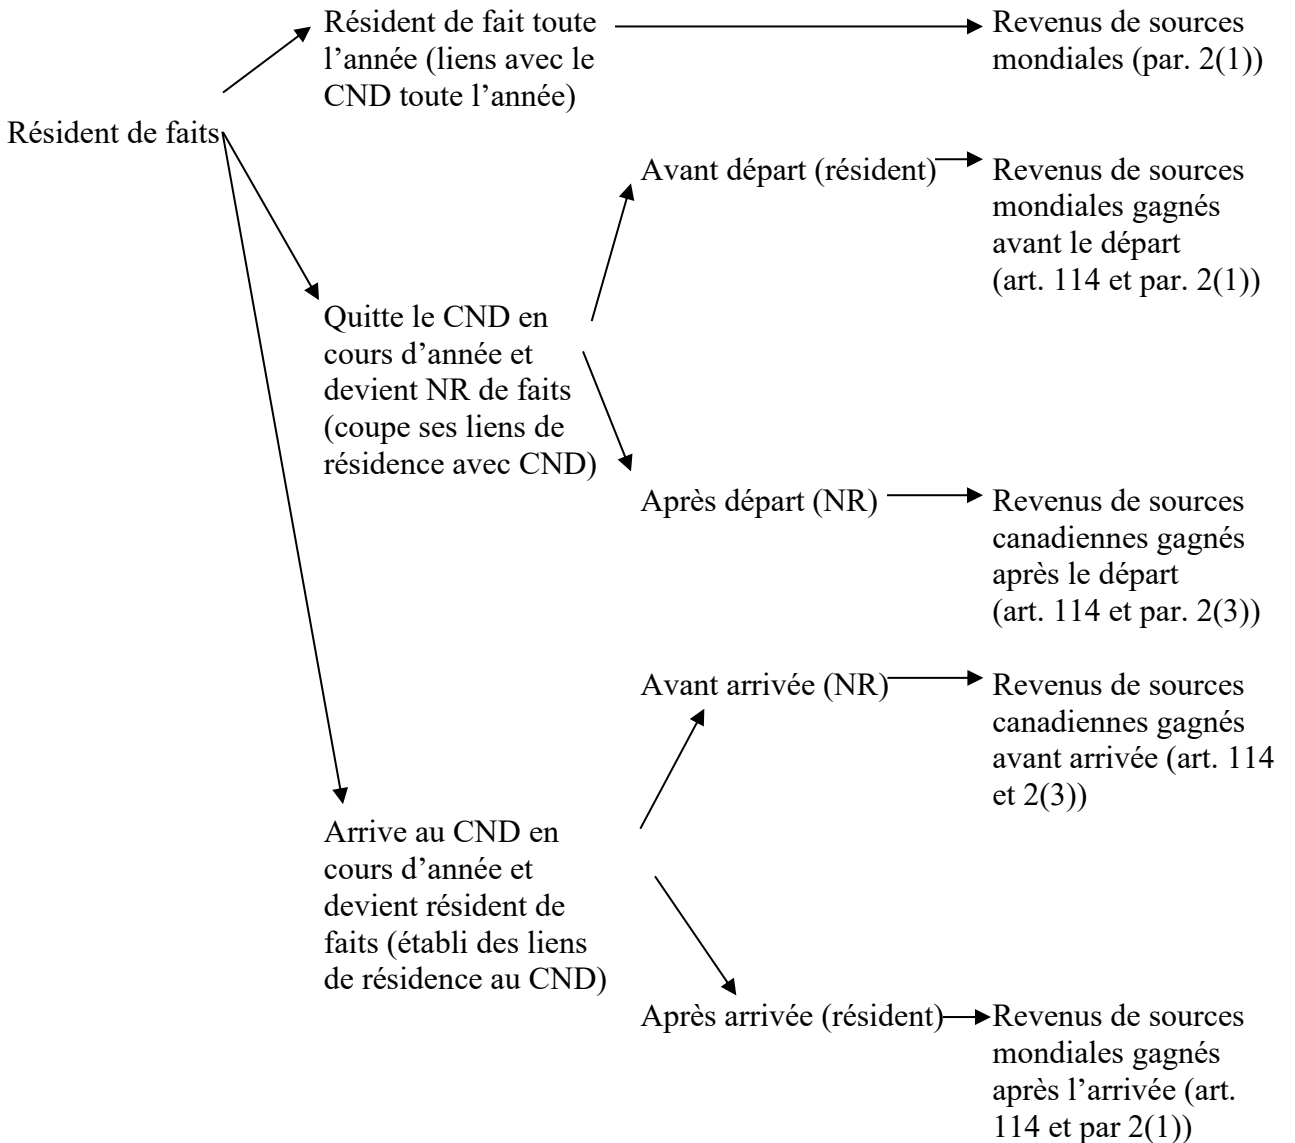 Résident de fait toute
l’année (liens avec le
CND toute l’année)
Revenus de sources
mondiales (par. 2(1))
Résident de faits
Avant départ (résident)
Revenus de sources
mondiales gagnés
avant le départ
(art. 114 et par. 2(1))
Quitte le CND en
cours d’année et
devient NR de faits
(coupe ses liens de
résidence avec CND)
Après départ (NR)
Revenus de sources
canadiennes gagnés
après le départ
(art. 114 et par. 2(3))
Avant arrivée (NR)
Revenus de sources
canadiennes gagnés
avant arrivée (art. 114
et 2(3))
Arrive au CND en
cours d’année et
devient résident de
faits (établi des liens
de résidence au CND)
Après arrivée (résident)
Revenus de sources
mondiales gagnés
après l’arrivée (art.
114 et par 2(1))